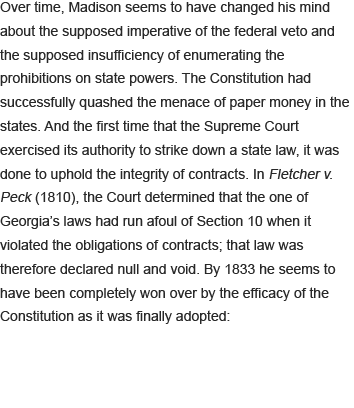 Over time, Madison seems to have changed his mind
about the supposed imperative of the federal veto and
the supposed insufficiency of enumerating the
prohibitions on state powers. The Constitution had
successfully quashed the menace of paper money in the
states. And the first time that the Supreme Court
exercised its authority to strike down a state law, it was
done to uphold the integrity of contracts. In Fletcher v.
Peck (1810), the Court determined that the one of
Georgia's laws had run afoul of Section 10 when it
violated the obligations of contracts; that law was
therefore declared null and void. By 1833 he seems to
have been completely won over by the efficacy of the
Constitution as it was finally adopted: